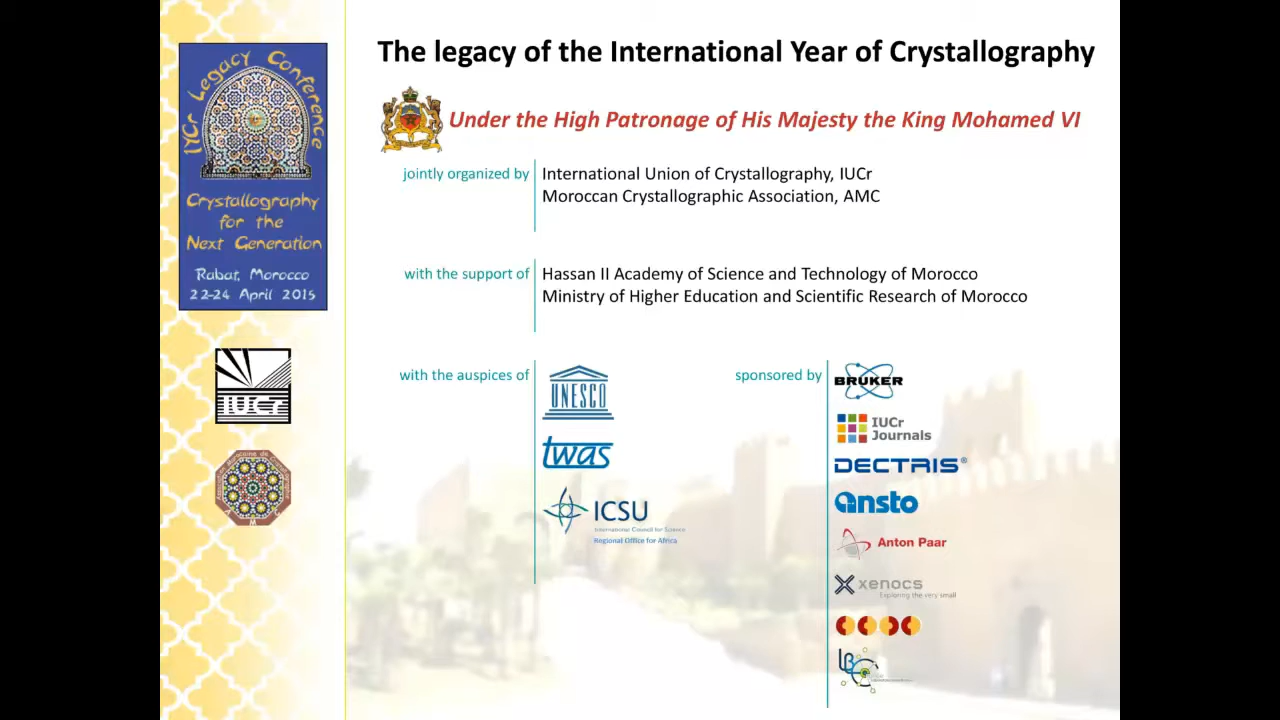 The legacy of the International Year of Crystallography
IUCr Legacy Conference
Under the High Patronage of His Majesty the King Mohamed VI
jointly organized by
International Union of Crystallography, IUCr
Moroccan Crystallographic Association, AMC
Crystallography
for the
Next Generation
Rabat, Morocco
22-24 April 2015
with the support of
Hassan II Academy of Science and Technology of Morocco
Ministry of Higher Education and Scientific Research of Morocco
IUCr
with the auspices of
UNESCO
twas
ICSU
International Council for Science
Regional Office for Africa
sponsored by
BRUKER
IUCr
Journals
DECTRIS®
ansto
Anton Paar
xenocs
Exploring the very small
CCDC
A M C